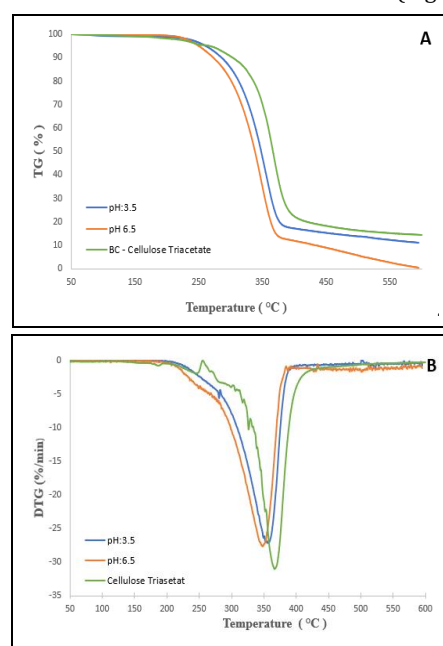 A
100
90
80
70
60
50
40
30
20
10
0
TG ( % )
pH:3.5
pH 6.5
BC - Cellulose Triacetate
50 150 250 350 450 550
Temperature ( °C )
B
0
-5
-10
-15
-20
-25
-30
-35
DTG (%/min)
pH:3.5
pH:6.5
Cellulose Triasetat
50 100 150 200 250 300 350 400 450 500 550 600
Temperature ( °C )